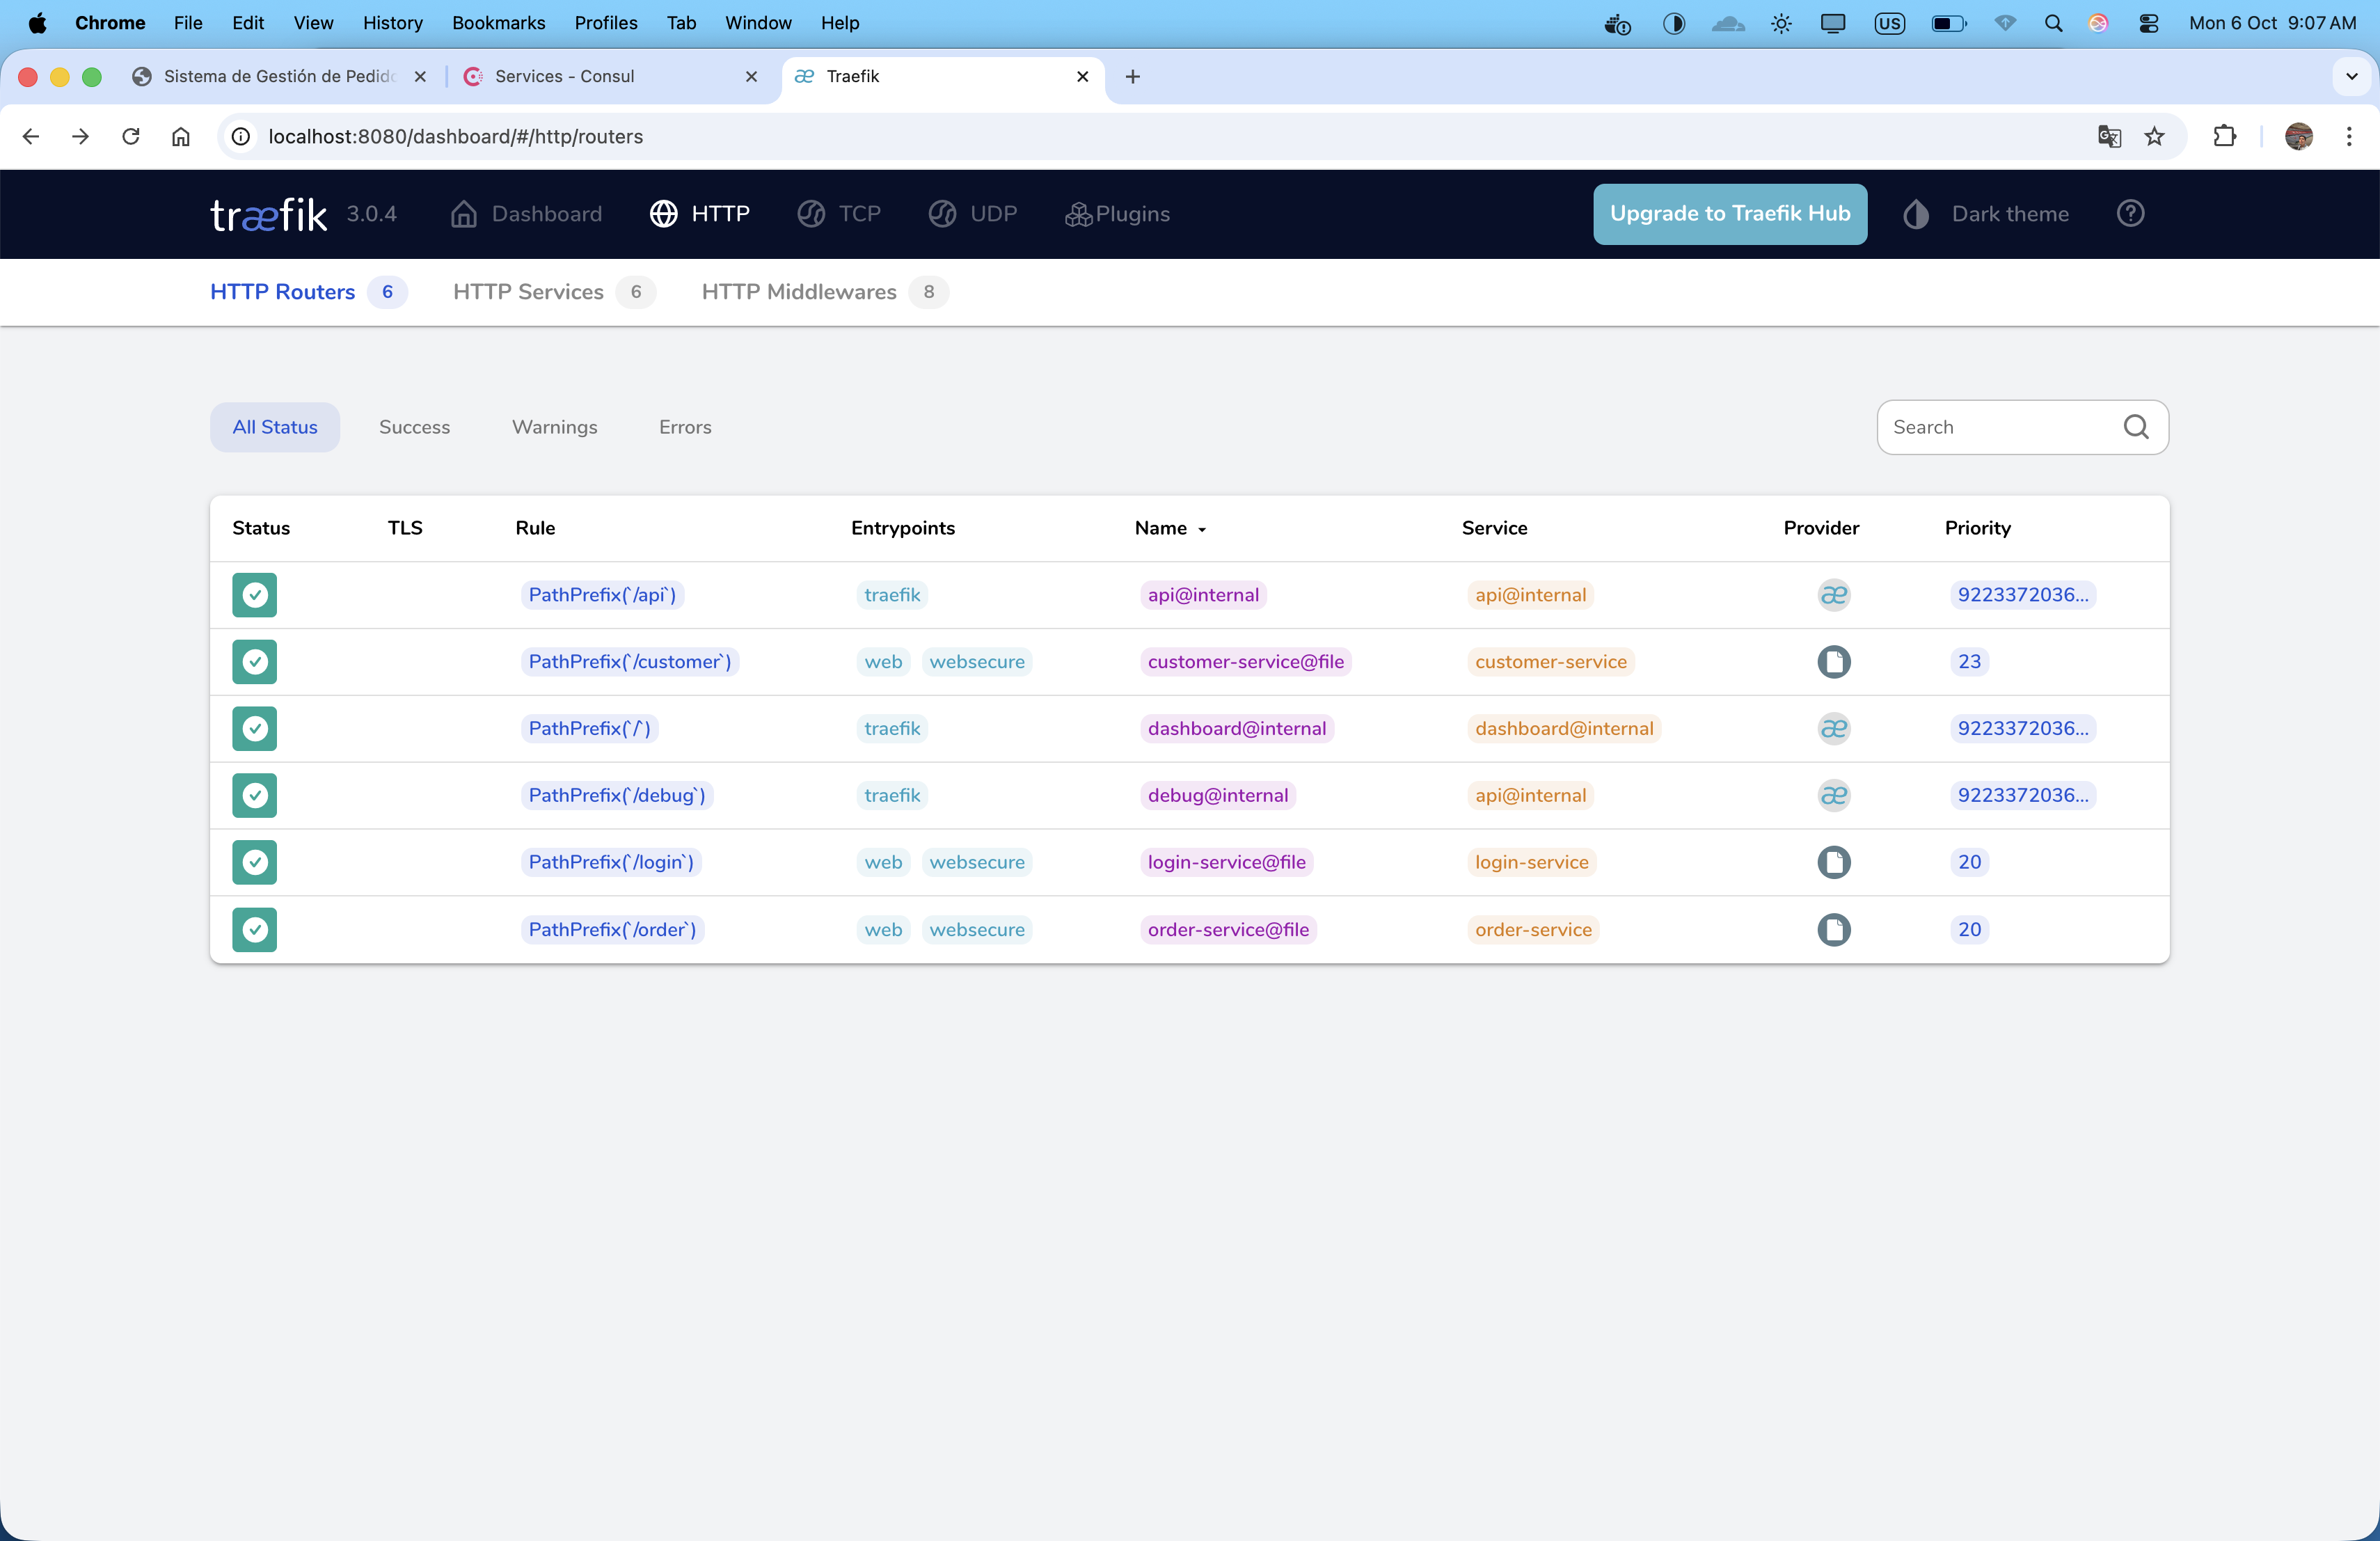 Chrome File Edit View History Bookmarks Profiles Tab Window Help US Mon 6 Oct 9:07 AM
Sistema de Gestión de Pedid Services - Consul Traefik
localhost:8080/dashboard/#/http/routers
træfik 3.0.4 Dashboard HTTP TCP UDP Plugins Upgrade to Traefik Hub Dark theme
HTTP Routers 6 HTTP Services 6 HTTP Middlewares 8
All Status Success Warnings Errors Search
Status TLS Rule Entrypoints Name Service Provider Priority
PathPrefix(`/api`) traefik api@internal api@internal 9223372036...
PathPrefix(`/customer`) web websecure customer-service@file customer-service 23
PathPrefix(`/`) traefik dashboard@internal dashboard@internal 9223372036...
PathPrefix(`/debug`) traefik debug@internal api@internal 9223372036...
PathPrefix(`/login`) web websecure login-service@file login-service 20
PathPrefix(`/order`) web websecure order-service@file order-service 20